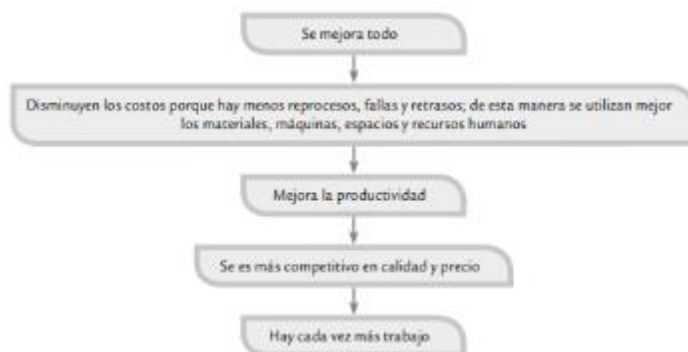 Se mejora todo
Disminuyen los costos porque hay menos reprocesos, fallas y retrasos; de esta manera se utilizan mejor
los materiales, máquinas, espacios y recursos humanos
Mejora la productividad
Se es más competitivo en calidad y precio
Hay cada vez más trabajo